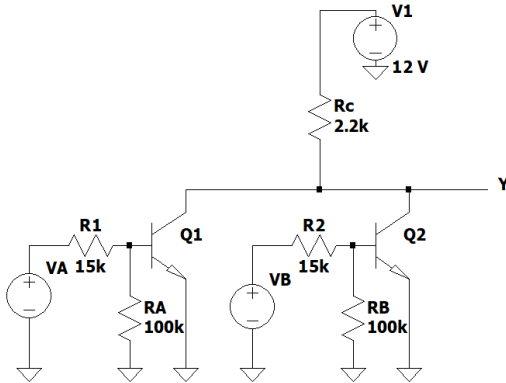 V1
+
−
12 V
Rc
2.2k
Y
R1
15k
Q1
R2
15k
Q2
VA
+
−
RA
100k
VB
+
−
RB
100k